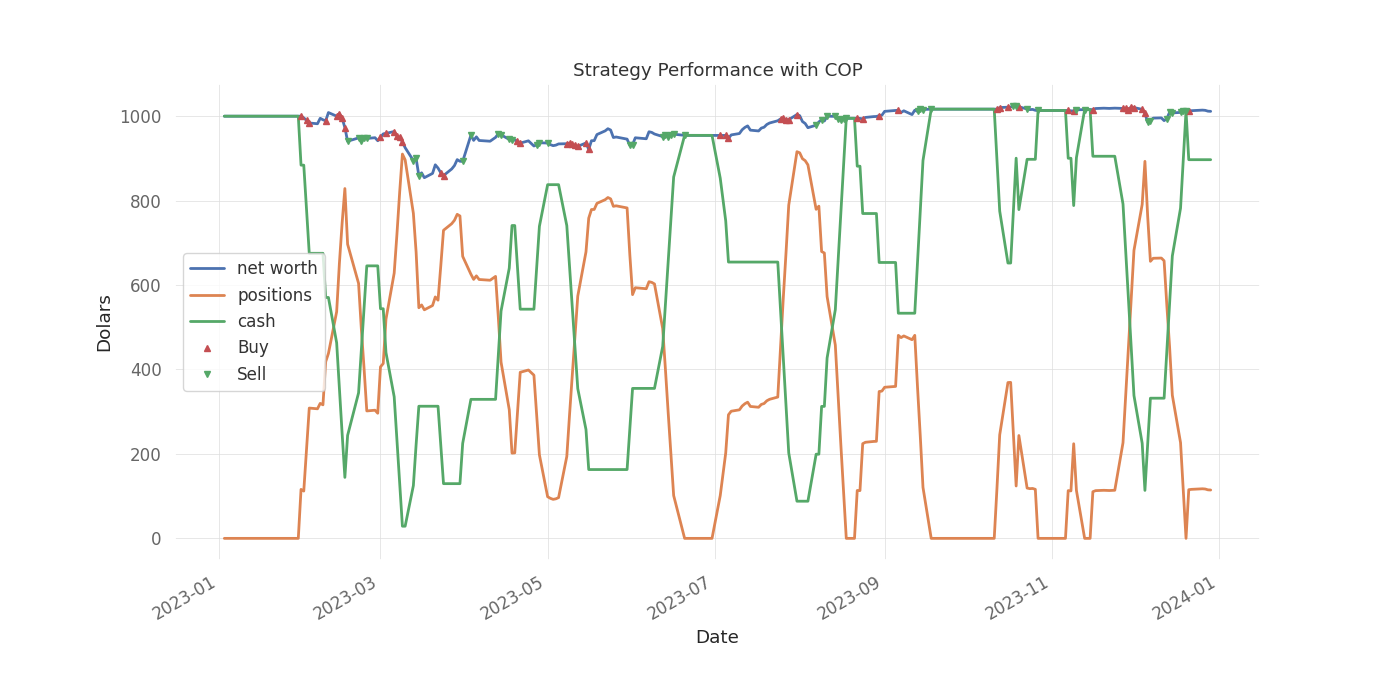 Strategy Performance with COP
1000
800
600
400
200
0
Dolars
net worth
positions
cash
Buy
Sell
2023-01
2023-03
2023-05
2023-07
2023-09
2023-11
2024-01
Date